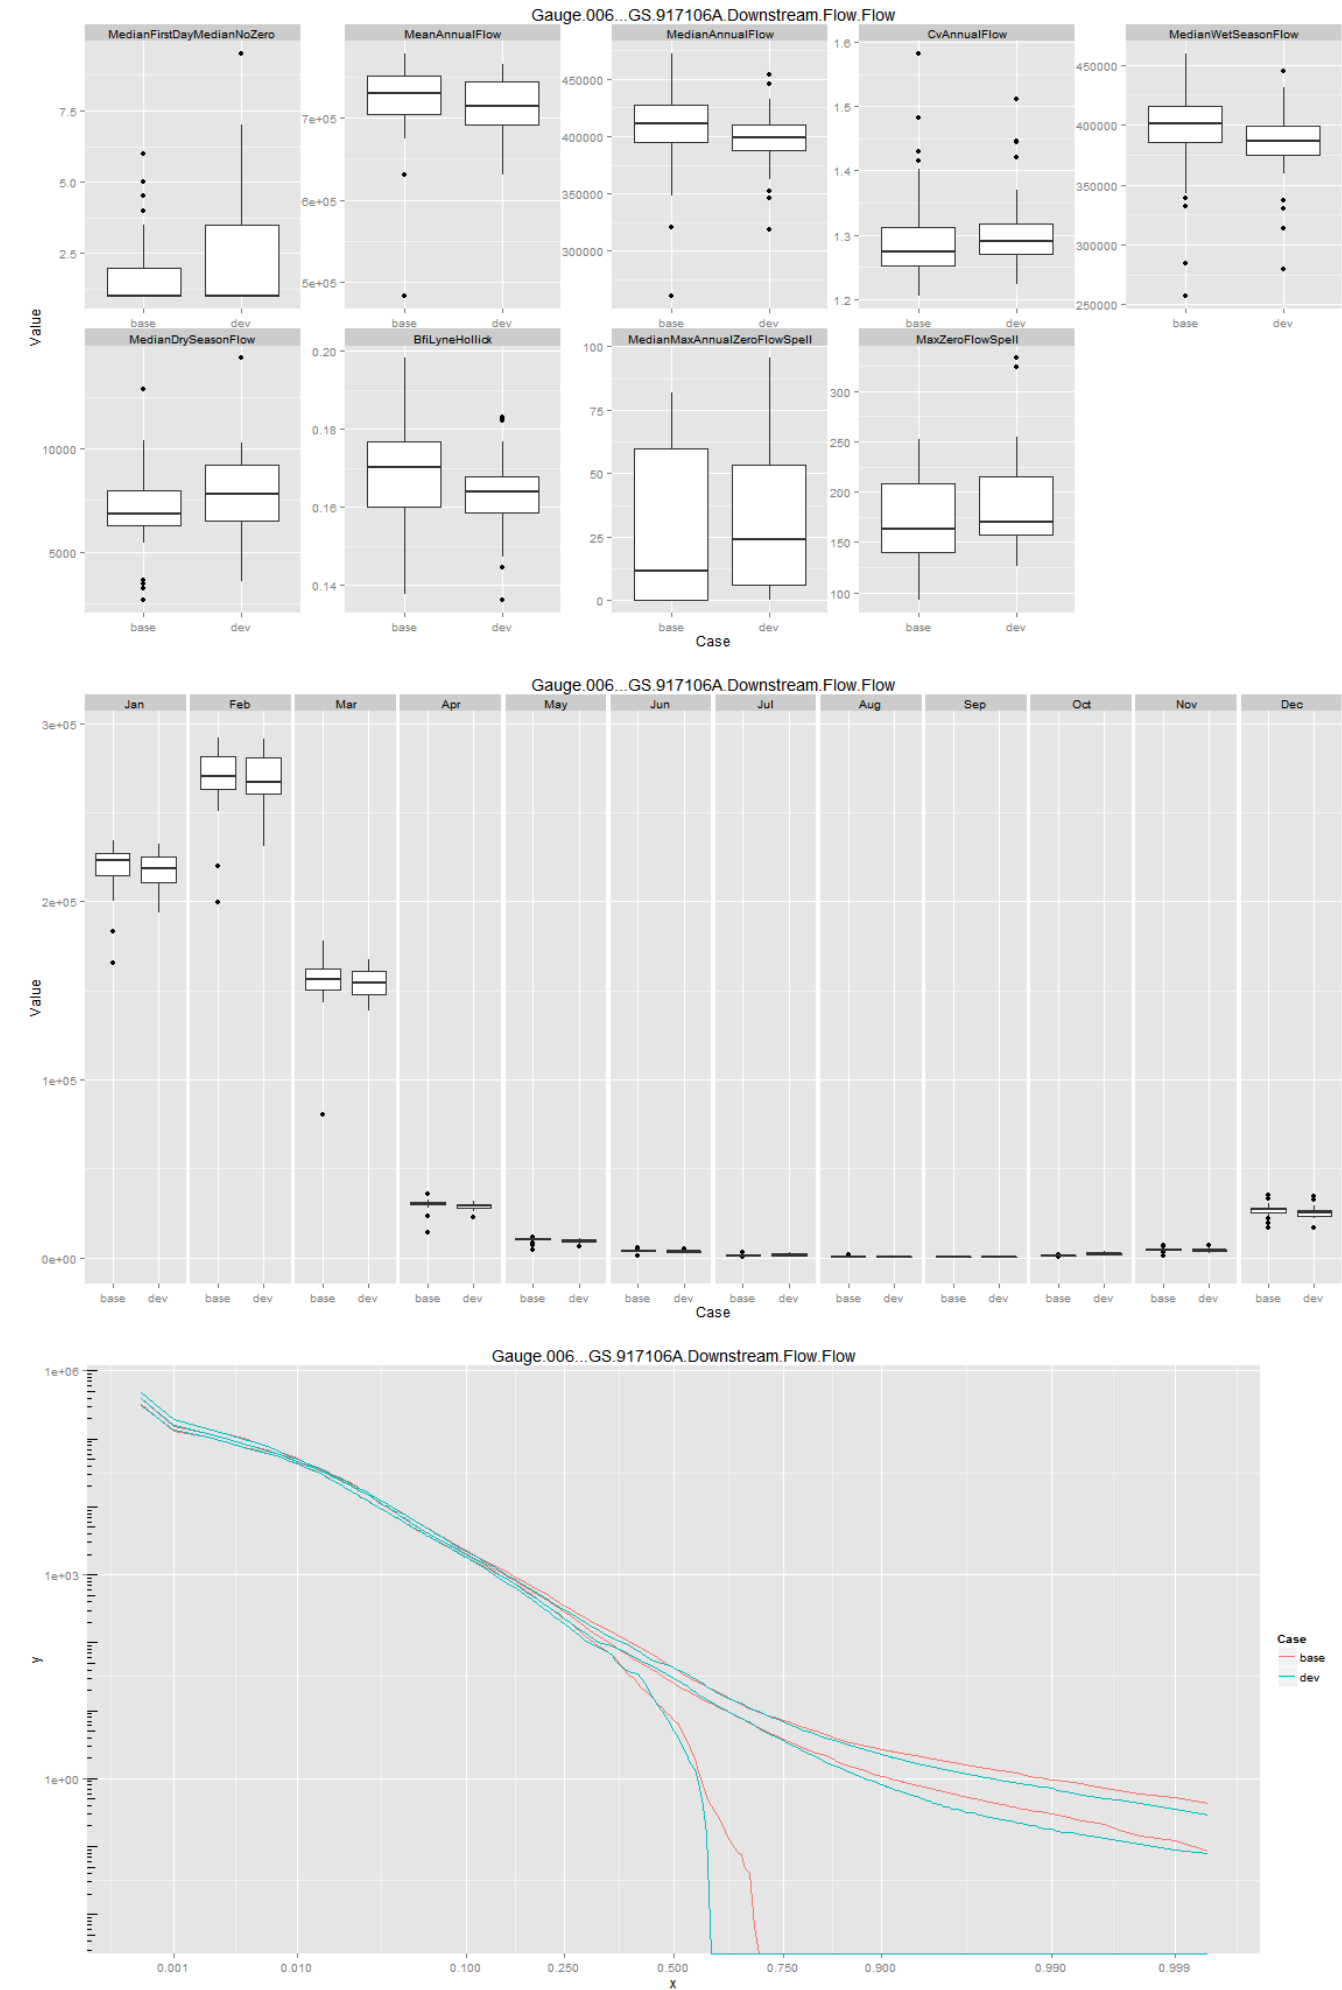 Gauge.006...GS.917106A.Downstream.Flow.Flow
MedianFirstDayMedianNoZero MeanAnnualFlow MedianAnnualFlow CvAnnualFlow MedianWetSeasonFlow
7.5
5.0
2.5
7e+05
6e+05
5e+05
450000
400000
350000
300000
1.6
1.5
1.4
1.3
1.2
450000
400000
350000
300000
250000
base dev base dev base dev base dev base dev
Value
MedianDrySeasonFlow BfiLyneHollick MedianMaxAnnualZeroFlowSpell MaxZeroFlowSpell
10000
5000
0.20
0.18
0.16
0.14
100
75
50
25
0
300
250
200
150
100
base dev base dev base dev base dev
Case
Gauge.006...GS.917106A.Downstream.Flow.Flow
Jan Feb Mar Apr May Jun Jul Aug Sep Oct Nov Dec
3e+05
2e+05
1e+05
0e+00
Value
base dev base dev base dev base dev base dev base dev base dev base dev base dev base dev base dev base dev
Case
Gauge.006...GS.917106A.Downstream.Flow.Flow
1e+06
1e+03
1e+00
y
0.001 0.010 0.100 0.250 0.500 0.750 0.900 0.990 0.999
x
Case
base
dev